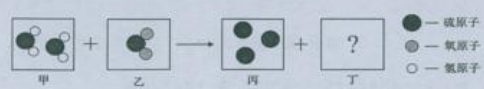 + → + ? — 硫原子
— 氧原子
— 氢原子
甲 乙 丙 丁